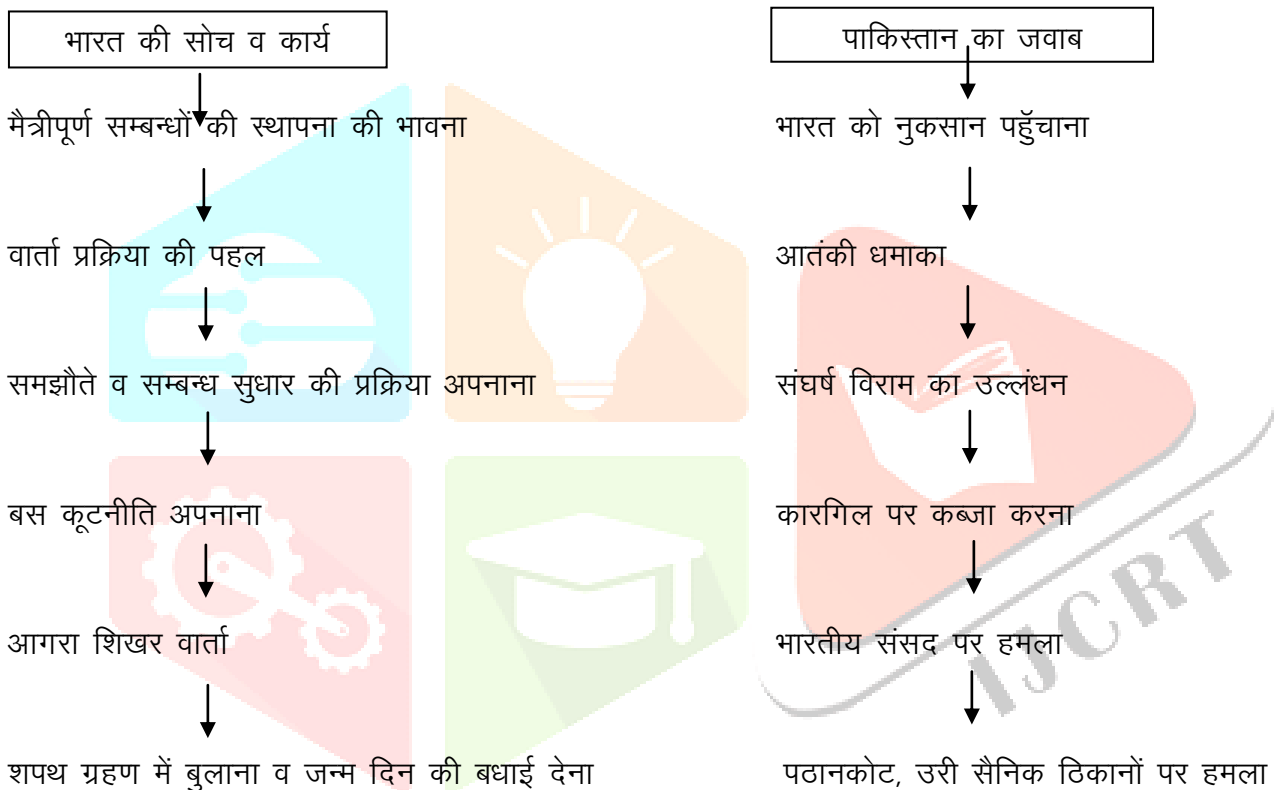 भारत की सोच व कार्य
मैत्रीपूर्ण सम्बन्धों की स्थापना की भावना
वार्ता प्रक्रिया की पहल
समझौते व सम्बन्ध सुधार की प्रक्रिया अपनाना
बस कूटनीति अपनाना
आगरा शिखर वार्ता
शपथ ग्रहण में बुलाना व जन्म दिन की बधाई देना
पाकिस्तान का जवाब
भारत को नुकसान पहुॅचाना
आतंकी धमाका
संघर्ष विराम का उल्लंधन
कारगिल पर कब्जा करना
भारतीय संसद पर हमला
पठानकोट, उरी सैनिक ठिकानों पर हमला
IJCRT